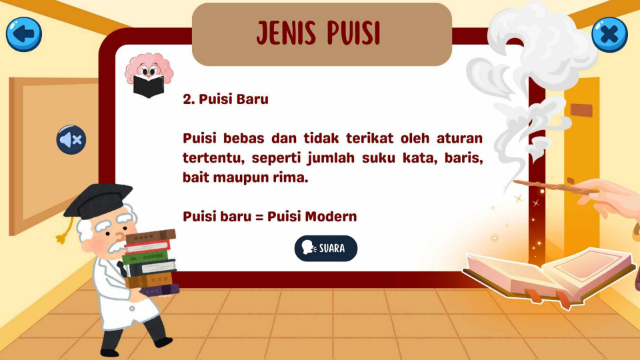 JENIS PUISI
2. Puisi Baru
Puisi bebas dan tidak terikat oleh aturan
tertentu, seperti jumlah suku kata, baris,
bait maupun rima.
Puisi baru = Puisi Modern
SUARA